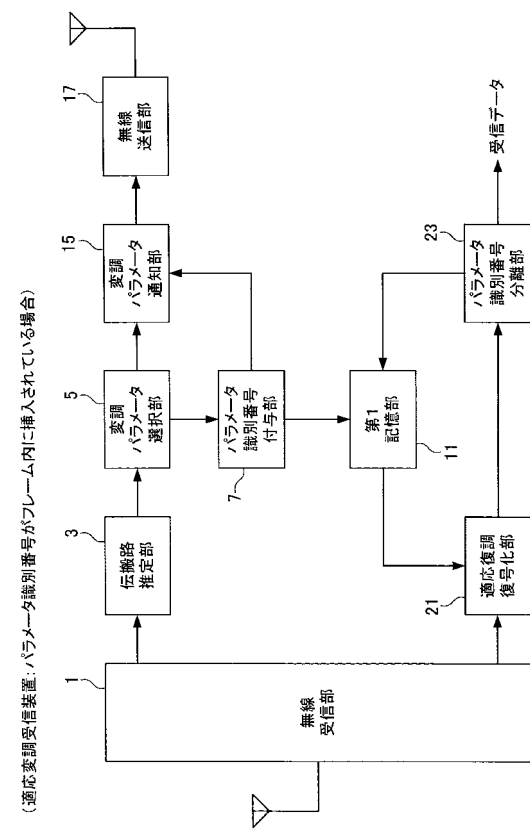 (適応変調受信装置:パラメータ識別番号がフレーム内に挿入されている場合)
1
無線
受信部
3
伝搬路
推定部
5
変調
パラメータ
選択部
15
変調
パラメータ
通知部
17
無線
送信部
7
パラメータ
識別番号
付与部
11
第1
記憶部
21
適応復調
復号化部
23
パラメータ
識別番号
分離部
受信データ